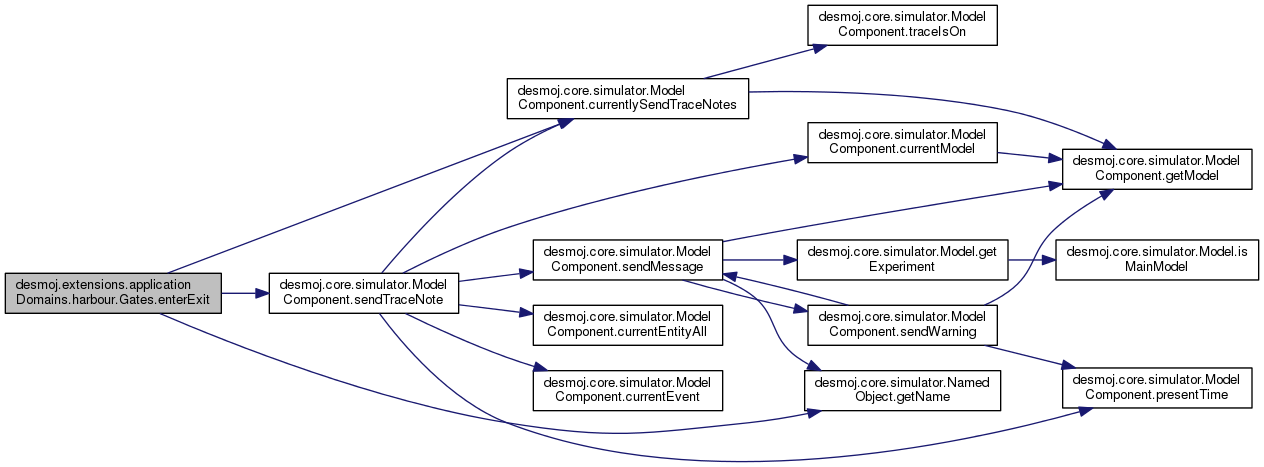 desmoj.core.simulator.Model
Component.traceIsOn
desmoj.core.simulator.Model
Component.currentlySendTraceNotes
desmoj.core.simulator.Model
Component.currentModel
desmoj.core.simulator.Model
Component.getModel
desmoj.core.simulator.Model
Component.sendMessage
desmoj.core.simulator.Model.get
Experiment
desmoj.core.simulator.Model.is
MainModel
desmoj.extensions.application
Domains.harbour.Gates.enterExit
desmoj.core.simulator.Model
Component.sendTraceNote
desmoj.core.simulator.Model
Component.currentEntityAll
desmoj.core.simulator.Model
Component.sendWarning
desmoj.core.simulator.Model
Component.currentEvent
desmoj.core.simulator.Named
Object.getName
desmoj.core.simulator.Model
Component.presentTime